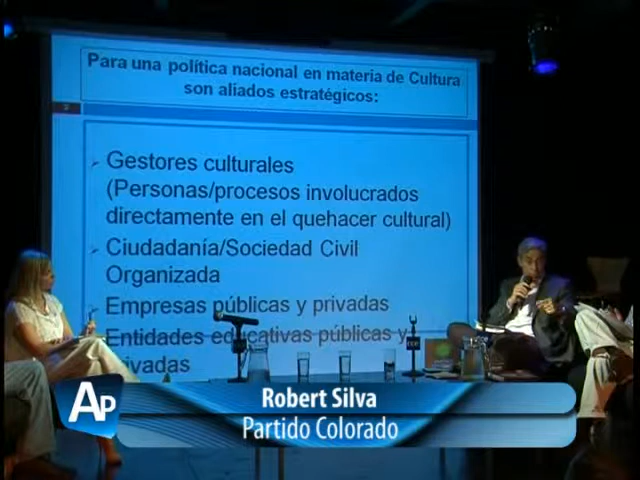 Para una política nacional en materia de Cultura
son aliados estratégicos:
Gestores culturales
(Personas/procesos involucrados
directamente en el quehacer cultural)
Ciudadanía/Sociedad Civil
Organizada
Empresas públicas y privadas
Entidades educativas públicas y
privadas
AP
Robert Silva
Partido Colorado